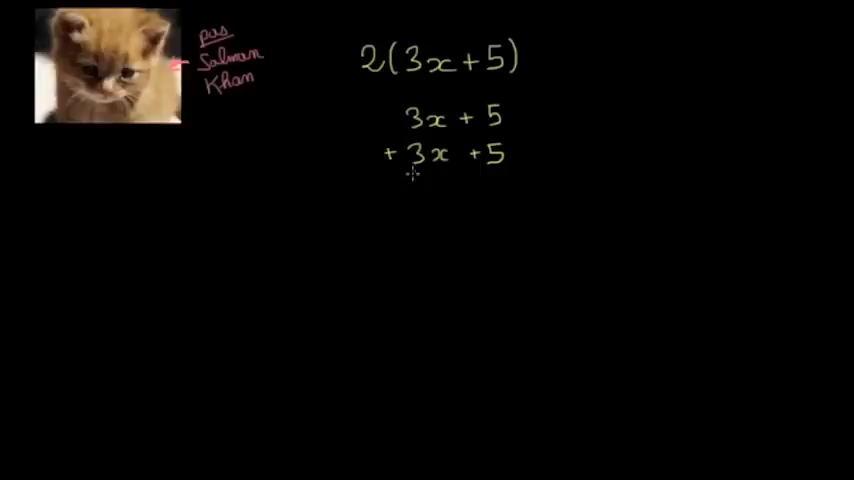 pas
Salman
Khan
2(3x+5)
3x + 5
+ 3x + 5